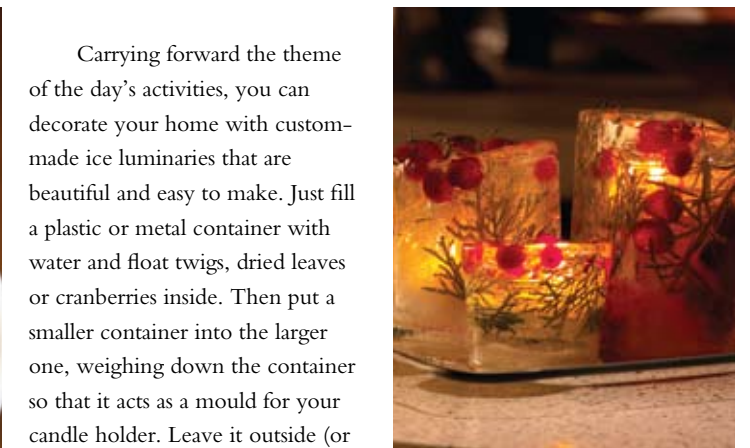 Carrying forward the theme
of the day’s activities, you can
decorate your home with custom-
made ice luminaries that are
beautiful and easy to make. Just fill
a plastic or metal container with
water and float twigs, dried leaves
or cranberries inside. Then put a
smaller container into the larger
one, weighing down the container
so that it acts as a mould for your
candle holder. Leave it outside (or